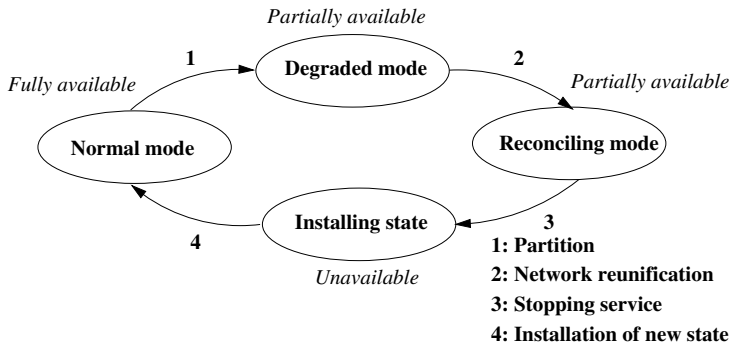 Partially available
1
Degraded mode
2
Fully available
Partially available
Normal mode
Reconciling mode
Installing state
3
4
Unavailable
1: Partition
2: Network reunification
3: Stopping service
4: Installation of new state